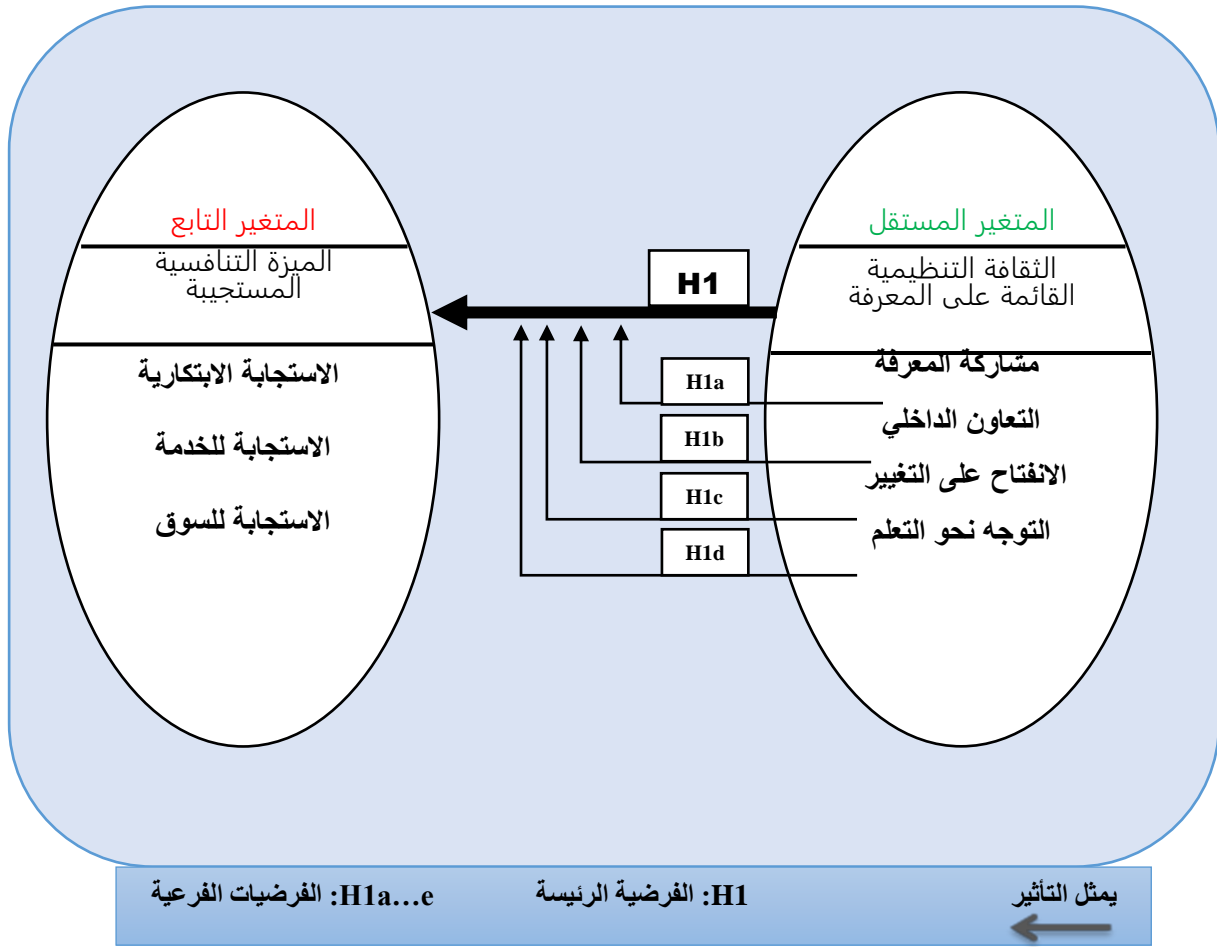 المتغير المستقل
الثقافة التنظيمية
القائمة على المعرفة
مشاركة المعرفة
التعاون الداخلي
الانفتاح على التغيير
التوجه نحو التعلم
H1
H1a
H1b
H1c
H1d
المتغير التابع
الميزة التنافسية
المستجيبة
الاستجابة الابتكارية
الاستجابة للخدمة
الاستجابة للسوق
يمثل التأثير
H1: الفرضية الرئيسة
H1a…e: الفرضيات الفرعية